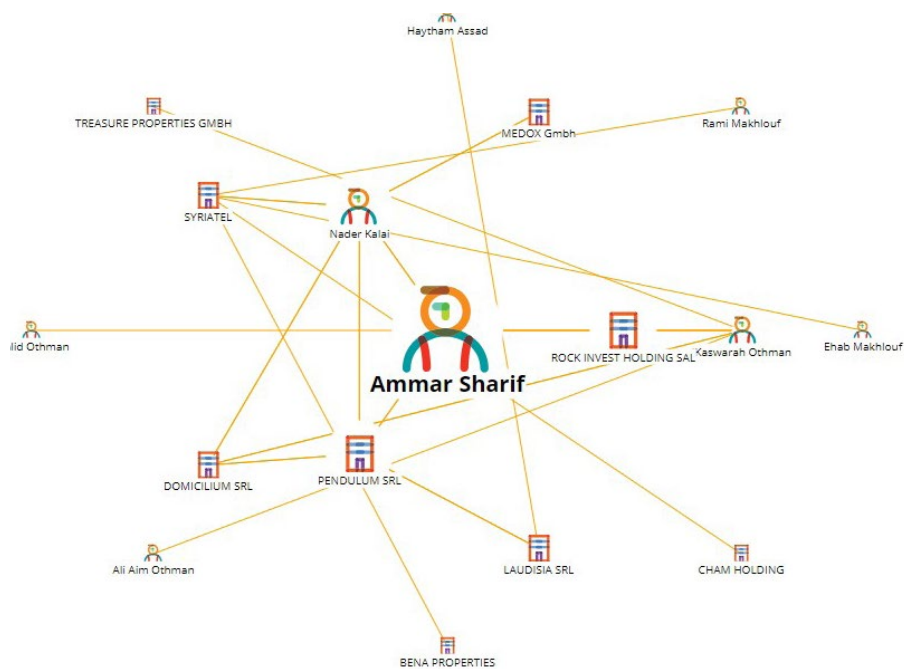 Haytham Assad
TREASURE PROPERTIES GMBH
MEDOX Gmbh
Rami Makhlouf
SYRIATEL
Nader Kalai
lid Othman
Ammar Sharif
ROCK INVEST HOLDING SAL
Kaswarah Othman
Ehab Makhlouf
DOMICILIUM SRL
PENDULUM SRL
Ali Aim Othman
LAUDISIA SRL
CHAM HOLDING
BENA PROPERTIES